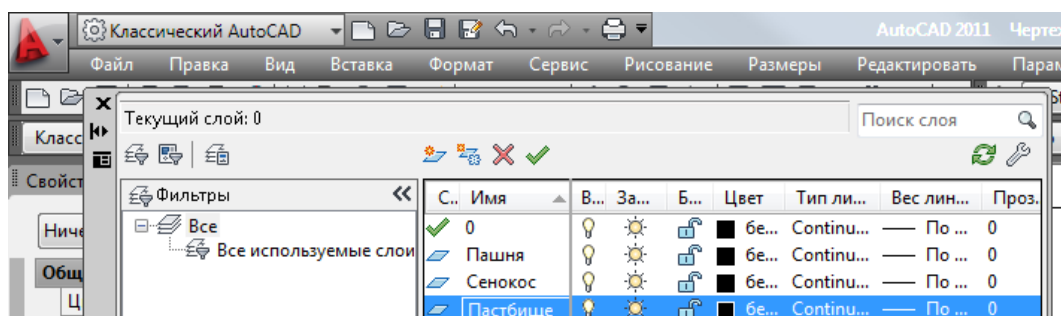 Классический AutoCAD AutoCAD 2011 Чертеж
Файл Правка Вид Вставка Формат Сервис Рисование Размеры Редактировать Парам
Текущий слой: 0 Поиск слоя
Класс
Свойст
Фильтры С.. Имя В... За... Б... Цвет Тип ли... Вес лин... Проз.
Ниче Все 0 бе... Continu... По ... 0
Все используемые слои Пашня бе... Continu... По ... 0
Общ Сенокос бе... Continu... По ... 0
Ц Пастбище бе... Continu... По ... 0